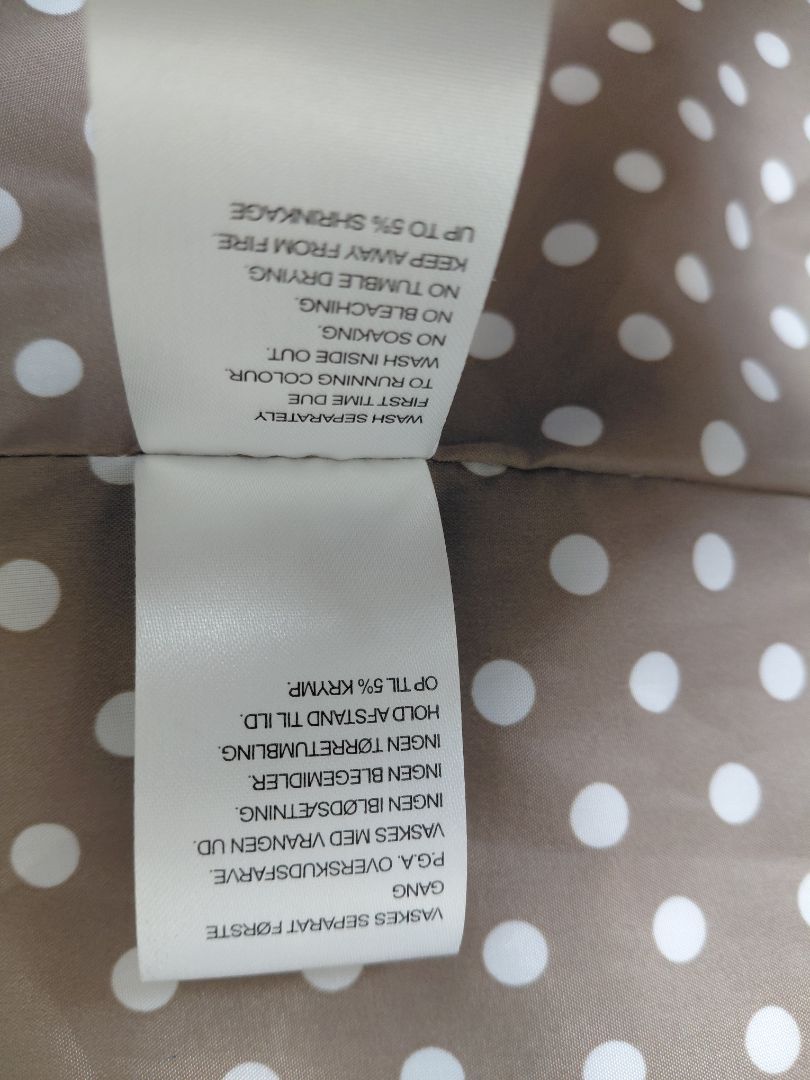 WASH SEPARATELY
FIRST TIME DUE
TO RUNNING COLOUR.
WASH INSIDE OUT.
NO SOAKING.
NO BLEACHING.
NO TUMBLE DRYING.
KEEP AWAY FROM FIRE.
UP TO 5% SHRINKAGE
VASKES SEPARAT FØRSTE
GANG
P.G.A. OVERSKUDSFARVE.
VASKES MED VRANGEN UD.
INGEN IBLØDSÆTNING.
INGEN BLEGEMIDLER.
INGEN TØRRETUMBLING.
HOLD AFSTAND TIL ILD.
OP TIL 5% KRYMP.